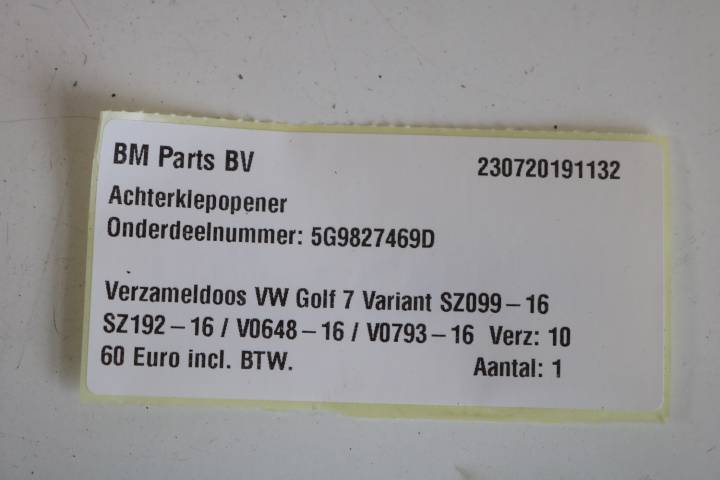 BM Parts BV 230720191132
Achterklepopener
Onderdeelnummer: 5G9827469D
Verzameldoos VW Golf 7 Variant SZ099-16
SZ192-16 / V0648-16 / V0793-16 Verz: 10
60 Euro incl. BTW. Aantal: 1